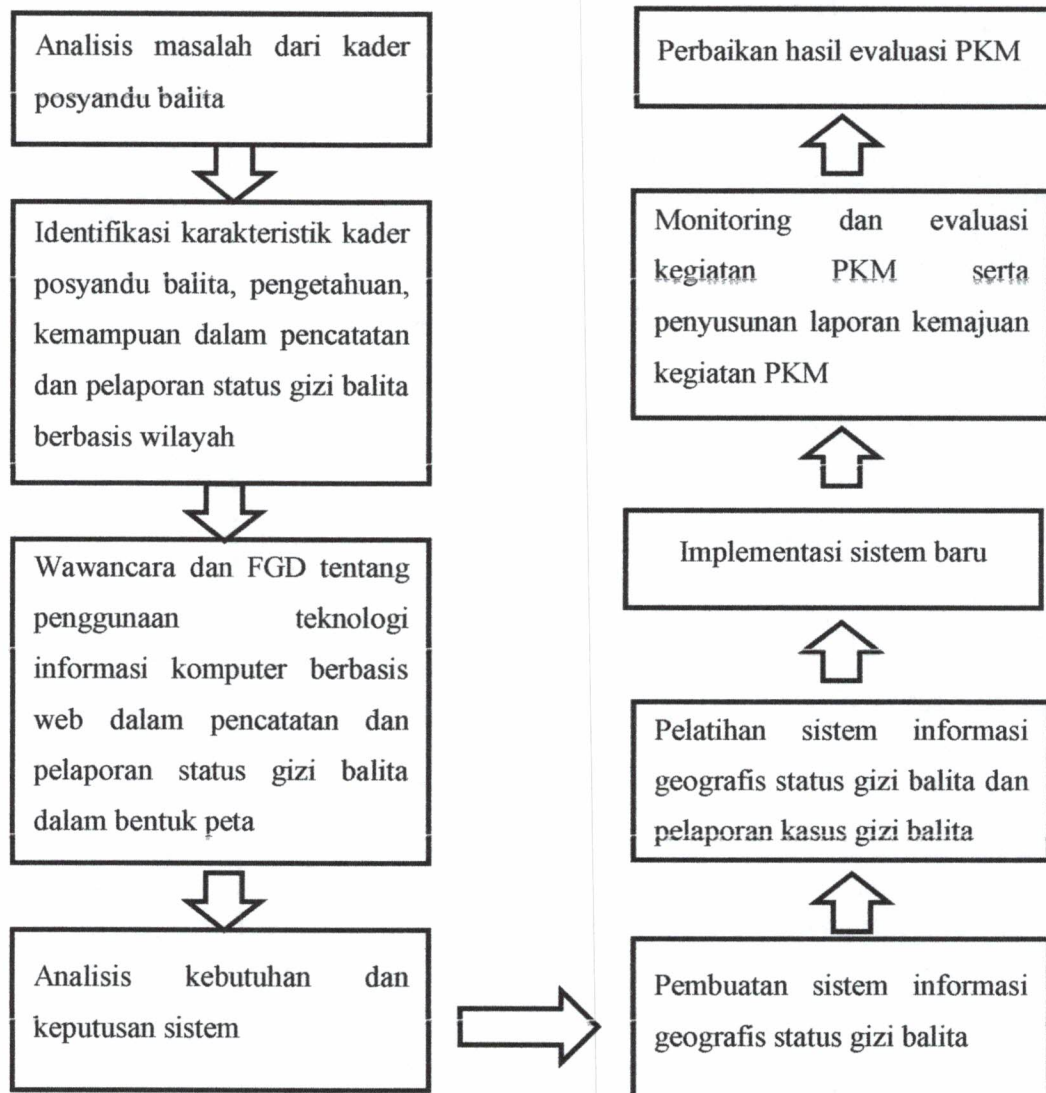 Analisis masalah dari kader
posyandu balita
Identifikasi karakteristik kader
posyandu balita, pengetahuan,
kemampuan dalam pencatatan
dan pelaporan status gizi balita
berbasis wilayah
Wawancara dan FGD tentang
penggunaan teknologi
informasi komputer berbasis
web dalam pencatatan dan
pelaporan status gizi balita
dalam bentuk peta
Analisis kebutuhan dan
keputusan sistem
Pembuatan sistem informasi
geografis status gizi balita
Pelatihan sistem informasi
geografis status gizi balita dan
pelaporan kasus gizi balita
Implementasi sistem baru
Monitoring dan evaluasi
kegiatan PKM serta
penyusunan laporan kemajuan
kegiatan PKM
Perbaikan hasil evaluasi PKM